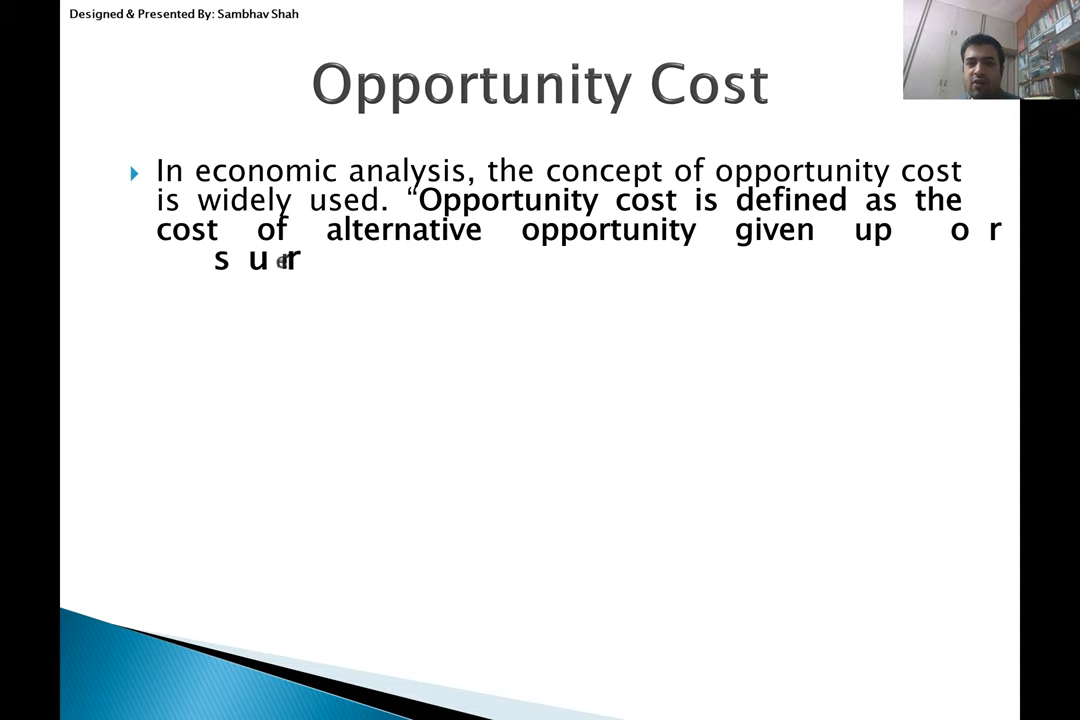 Designed & Presented By: Sambhav Shah
Opportunity Cost
In economic analysis, the concept of opportunity cost
is widely used. “Opportunity cost is defined as the
cost of alternative opportunity given up o r
s u r